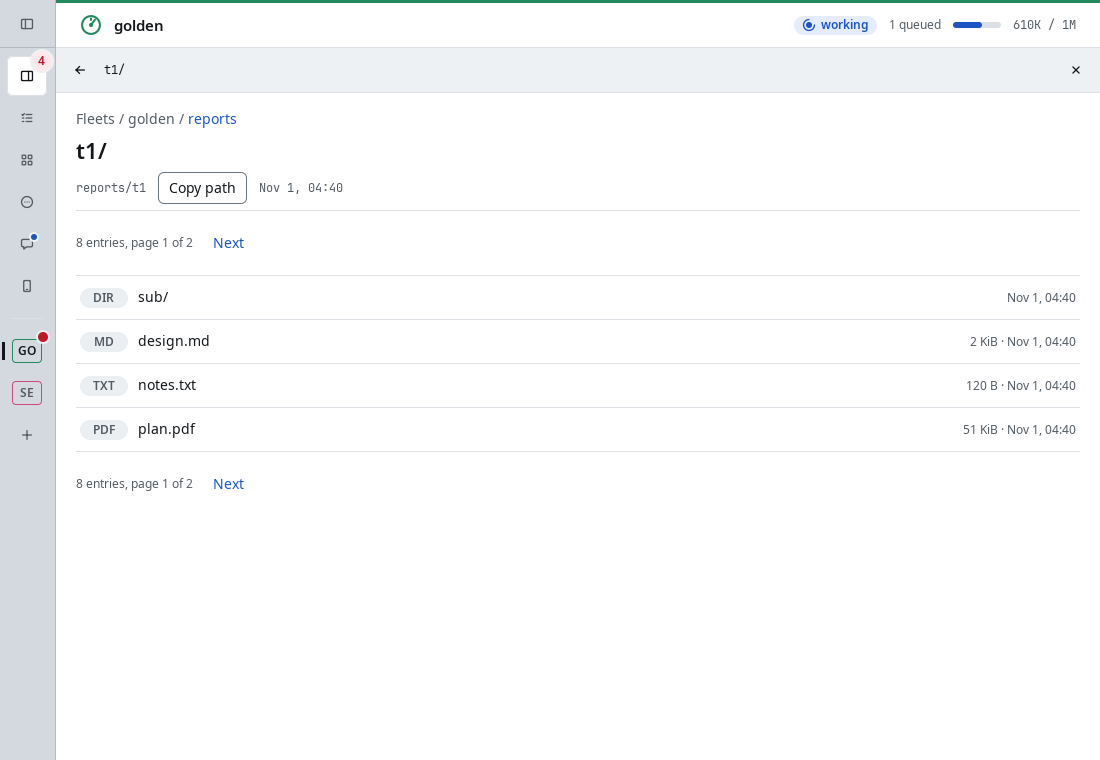 golden
working
1 queued
610K / 1M
4
t1/
Fleets / golden / reports
t1/
reports/t1
Copy path
Nov 1, 04:40
8 entries, page 1 of 2
Next
DIR
sub/
Nov 1, 04:40
MD
design.md
2 KiB · Nov 1, 04:40
TXT
notes.txt
120 B · Nov 1, 04:40
PDF
plan.pdf
51 KiB · Nov 1, 04:40
8 entries, page 1 of 2
Next
GO
SE